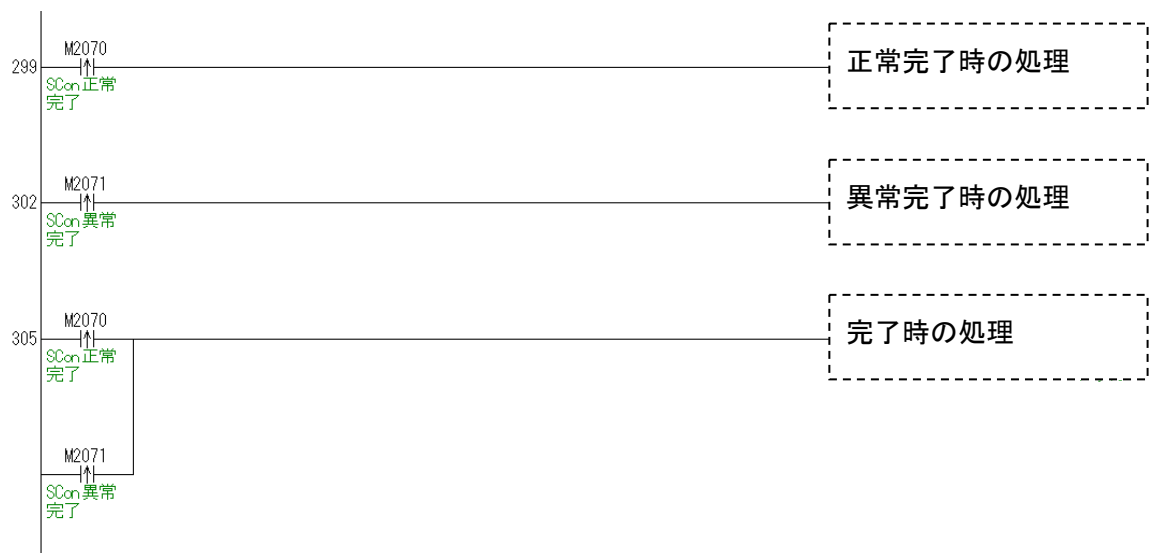 M2070
299
SCon正常
完了
正常完了時の処理
M2071
302
SCon異常
完了
異常完了時の処理
M2070
305
SCon正常
完了
完了時の処理
M2071
SCon異常
完了